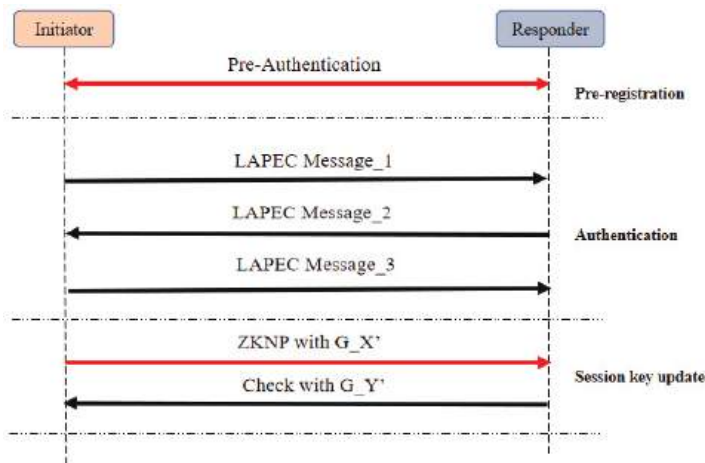 Initiator
Responder
Pre-Authentication
Pre-registration
LAPEC Message_1
LAPEC Message_2
Authentication
LAPEC Message_3
ZKNP with G_X’
Session key update
Check with G_Y’